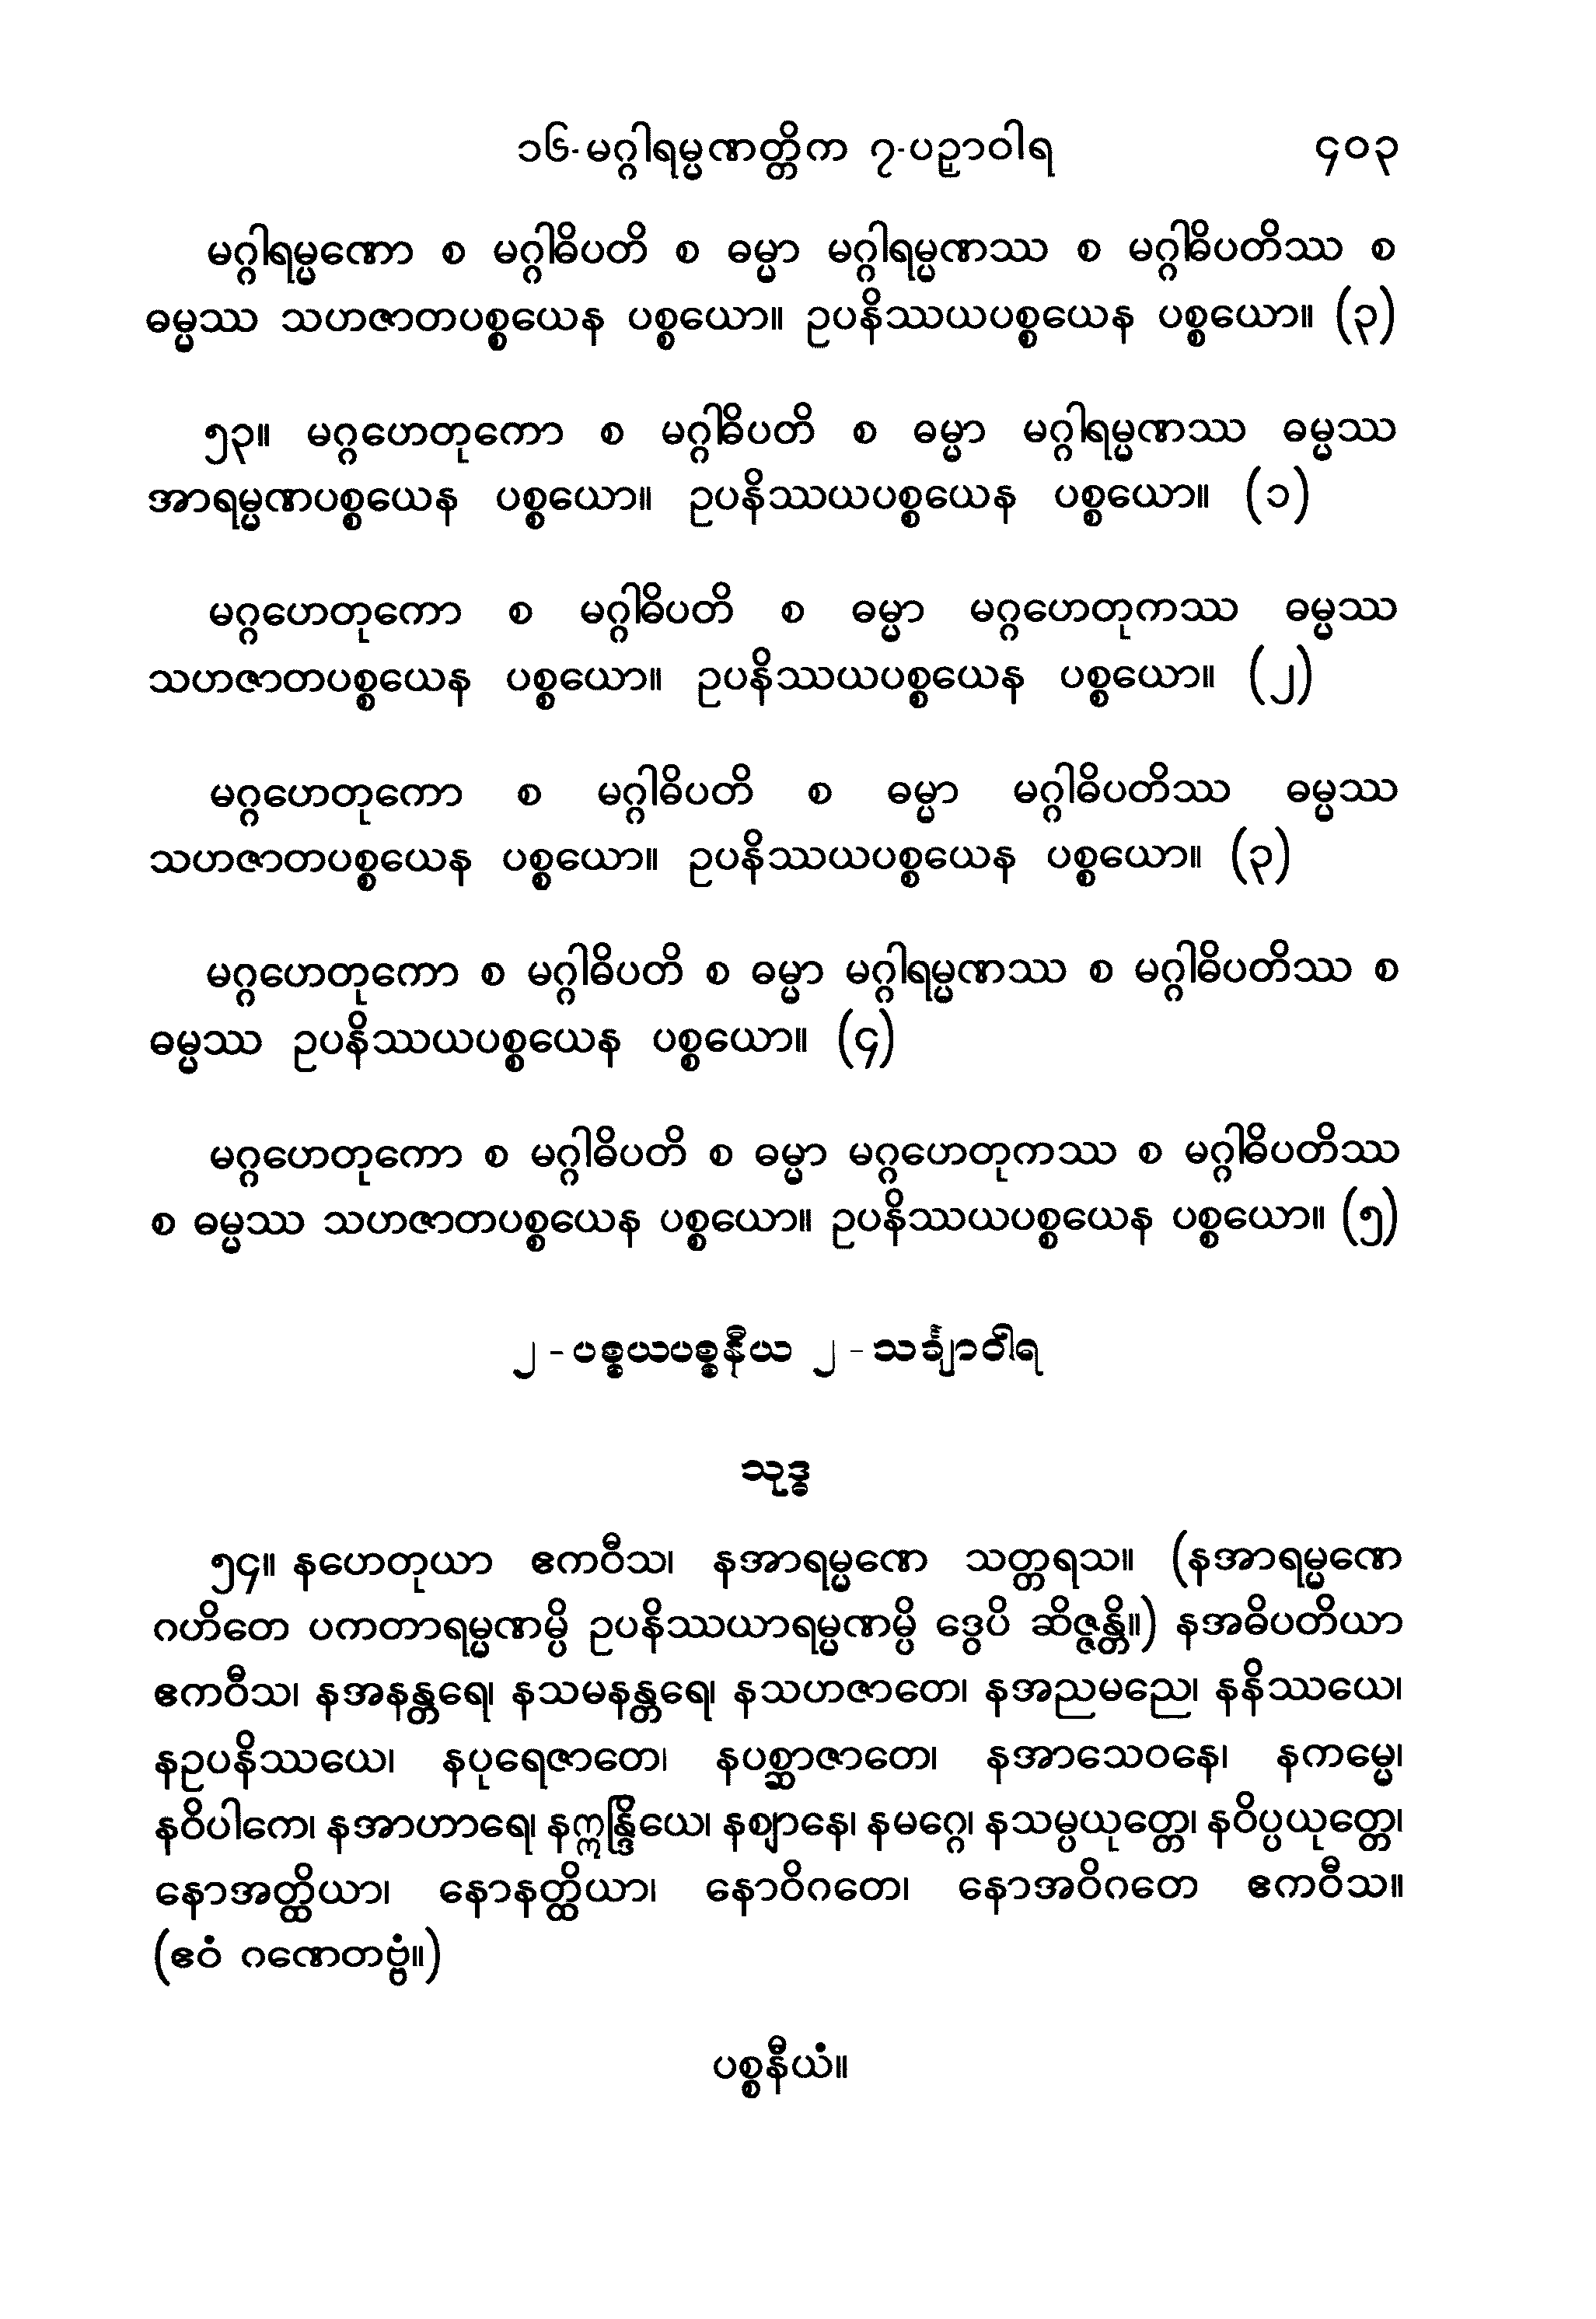 ၁၆-မဂ္ဂါရမ္မဏတ္တိက ၇-ပဉှာဝါရ ၄၀၃
မဂ္ဂါရမ္မဏော စ မဂ္ဂါဓိပတိ စ ဓမ္မာ မဂ္ဂါရမ္မဏဿ စ မဂ္ဂါဓိပတိဿ စ
ဓမ္မဿ သဟဇာတပစ္စယေန ပစ္စယော။ ဥပနိဿယပစ္စယေန ပစ္စယော။ (၃)
၅၃။ မဂ္ဂဟေတုကော စ မဂ္ဂါဓိပတိ စ ဓမ္မာ မဂ္ဂါရမ္မဏဿ ဓမ္မဿ
အာရမ္မဏပစ္စယေန ပစ္စယော။ ဥပနိဿယပစ္စယေန ပစ္စယော။ (၁)
မဂ္ဂဟေတုကော စ မဂ္ဂါဓိပတိ စ ဓမ္မာ မဂ္ဂဟေတုကဿ ဓမ္မဿ
သဟဇာတပစ္စယေန ပစ္စယော။ ဥပနိဿယပစ္စယေန ပစ္စယော။ (၂)
မဂ္ဂဟေတုကော စ မဂ္ဂါဓိပတိ စ ဓမ္မာ မဂ္ဂါဓိပတိဿ ဓမ္မဿ
သဟဇာတပစ္စယေန ပစ္စယော။ ဥပနိဿယပစ္စယေန ပစ္စယော။ (၃)
မဂ္ဂဟေတုကော စ မဂ္ဂါဓိပတိ စ ဓမ္မာ မဂ္ဂါရမ္မဏဿ စ မဂ္ဂါဓိပတိဿ စ
ဓမ္မဿ ဥပနိဿယပစ္စယေန ပစ္စယော။ (၄)
မဂ္ဂဟေတုကော စ မဂ္ဂါဓိပတိ စ ဓမ္မာ မဂ္ဂဟေတုကဿ စ မဂ္ဂါဓိပတိဿ
စ ဓမ္မဿ သဟဇာတပစ္စယေန ပစ္စယော။ ဥပနိဿယပစ္စယေန ပစ္စယော။ (၅)
၂ - ပစ္စယပစ္စနီယ ၂ - သင်္ချာဝါရ
သုဒ္ဓ
၅၄။ နဟေတုယာ ဧကဝီသ၊ နအာရမ္မဏေ သတ္တရသ။ (နအာရမ္မဏေ
ဂဟိတေ ပကတာရမ္မဏမ္ပိ ဥပနိဿယာရမ္မဏမ္ပိ ဒွေပိ ဆိဇ္ဇန္တိ။) နအဓိပတိယာ
ဧကဝီသ၊ နအနန္တရေ၊ နသမနန္တရေ၊ နသဟဇာတေ၊ နအညမညေ၊ နနိဿယေ၊
နဥပနိဿယေ၊ နပုရေဇာတေ၊ နပစ္ဆာဇာတေ၊ နအာသေဝနေ၊ နကမ္မေ၊
နဝိပါကေ၊ နအာဟာရေ၊ နဣန္ဒြိယေ၊ နဈာနေ၊ နမဂ္ဂေ၊ နသမ္ပယုတ္တေ၊ နဝိပ္ပယုတ္တေ၊
နောအတ္ထိယာ၊ နောနတ္ထိယာ၊ နောဝိဂတေ၊ နောအဝိဂတေ ဧကဝီသ။
(ဧဝံ ဂဏေတဗ္ဗံ။)
ပစ္စနီယံ။